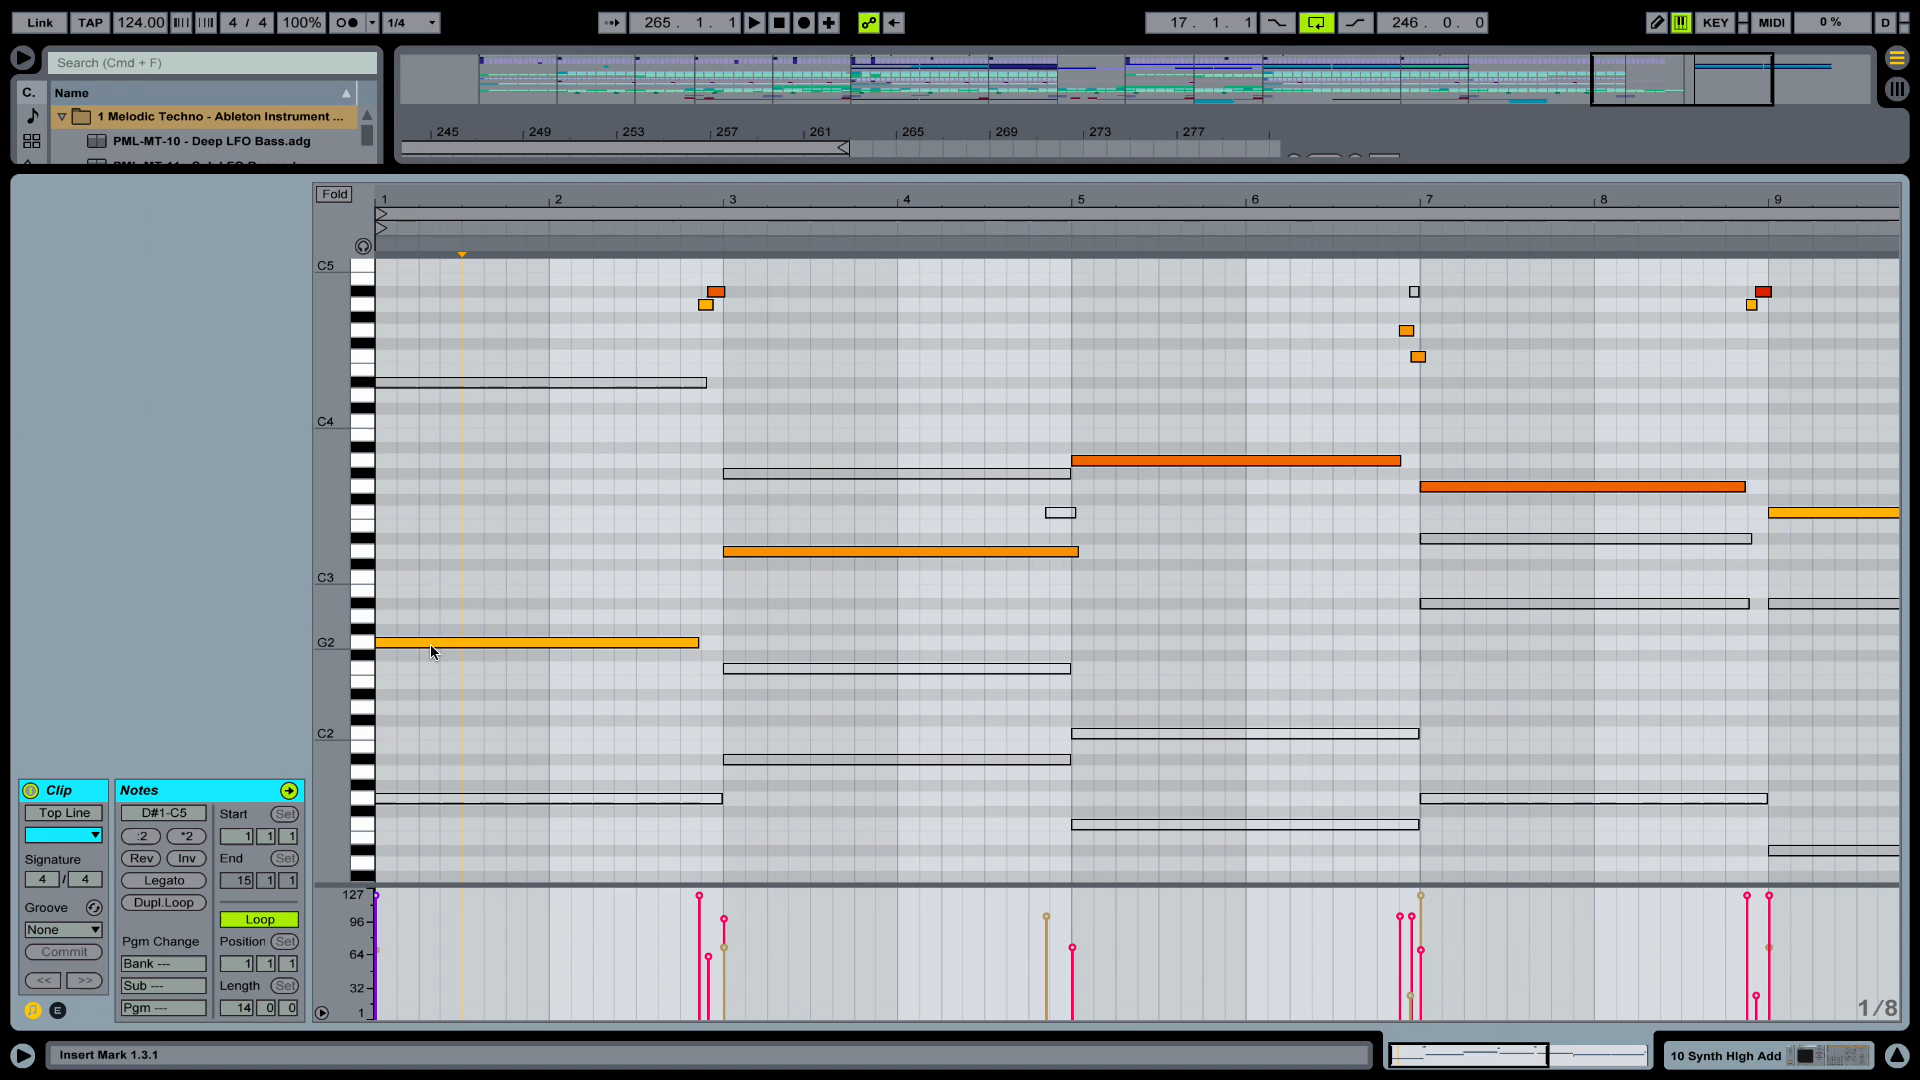 Link TAP 124.00 4 / 4 100% 1/4 265. 1. 1 17. 1. 1 246. 0. 0 KEY MIDI 0 % D
Search (Cmd + F)
C. Name
1 Melodic Techno - Ableton Instrument ...
PML-MT-10 - Deep LFO Bass.adg
245 249 253 257 261 265 269 273 277
Fold 1 2 3 4 5 6 7 8 9
C5
C4
C3
G2
C2
Clip
Top Line
Signature
4 / 4
Groove
None
Commit
<< >>
E
Notes
D#1-C5
:2 *2
Rev Inv
Legato
Dupl.Loop
Pgm Change
Bank ---
Sub ---
Pgm ---
Start Set
1 1 1
End Set
15 1 1
Loop
Position Set
1 1 1
Length Set
14 0 0
127
96
64
32
1
1/8
Insert Mark 1.3.1
10 Synth HIgh Add